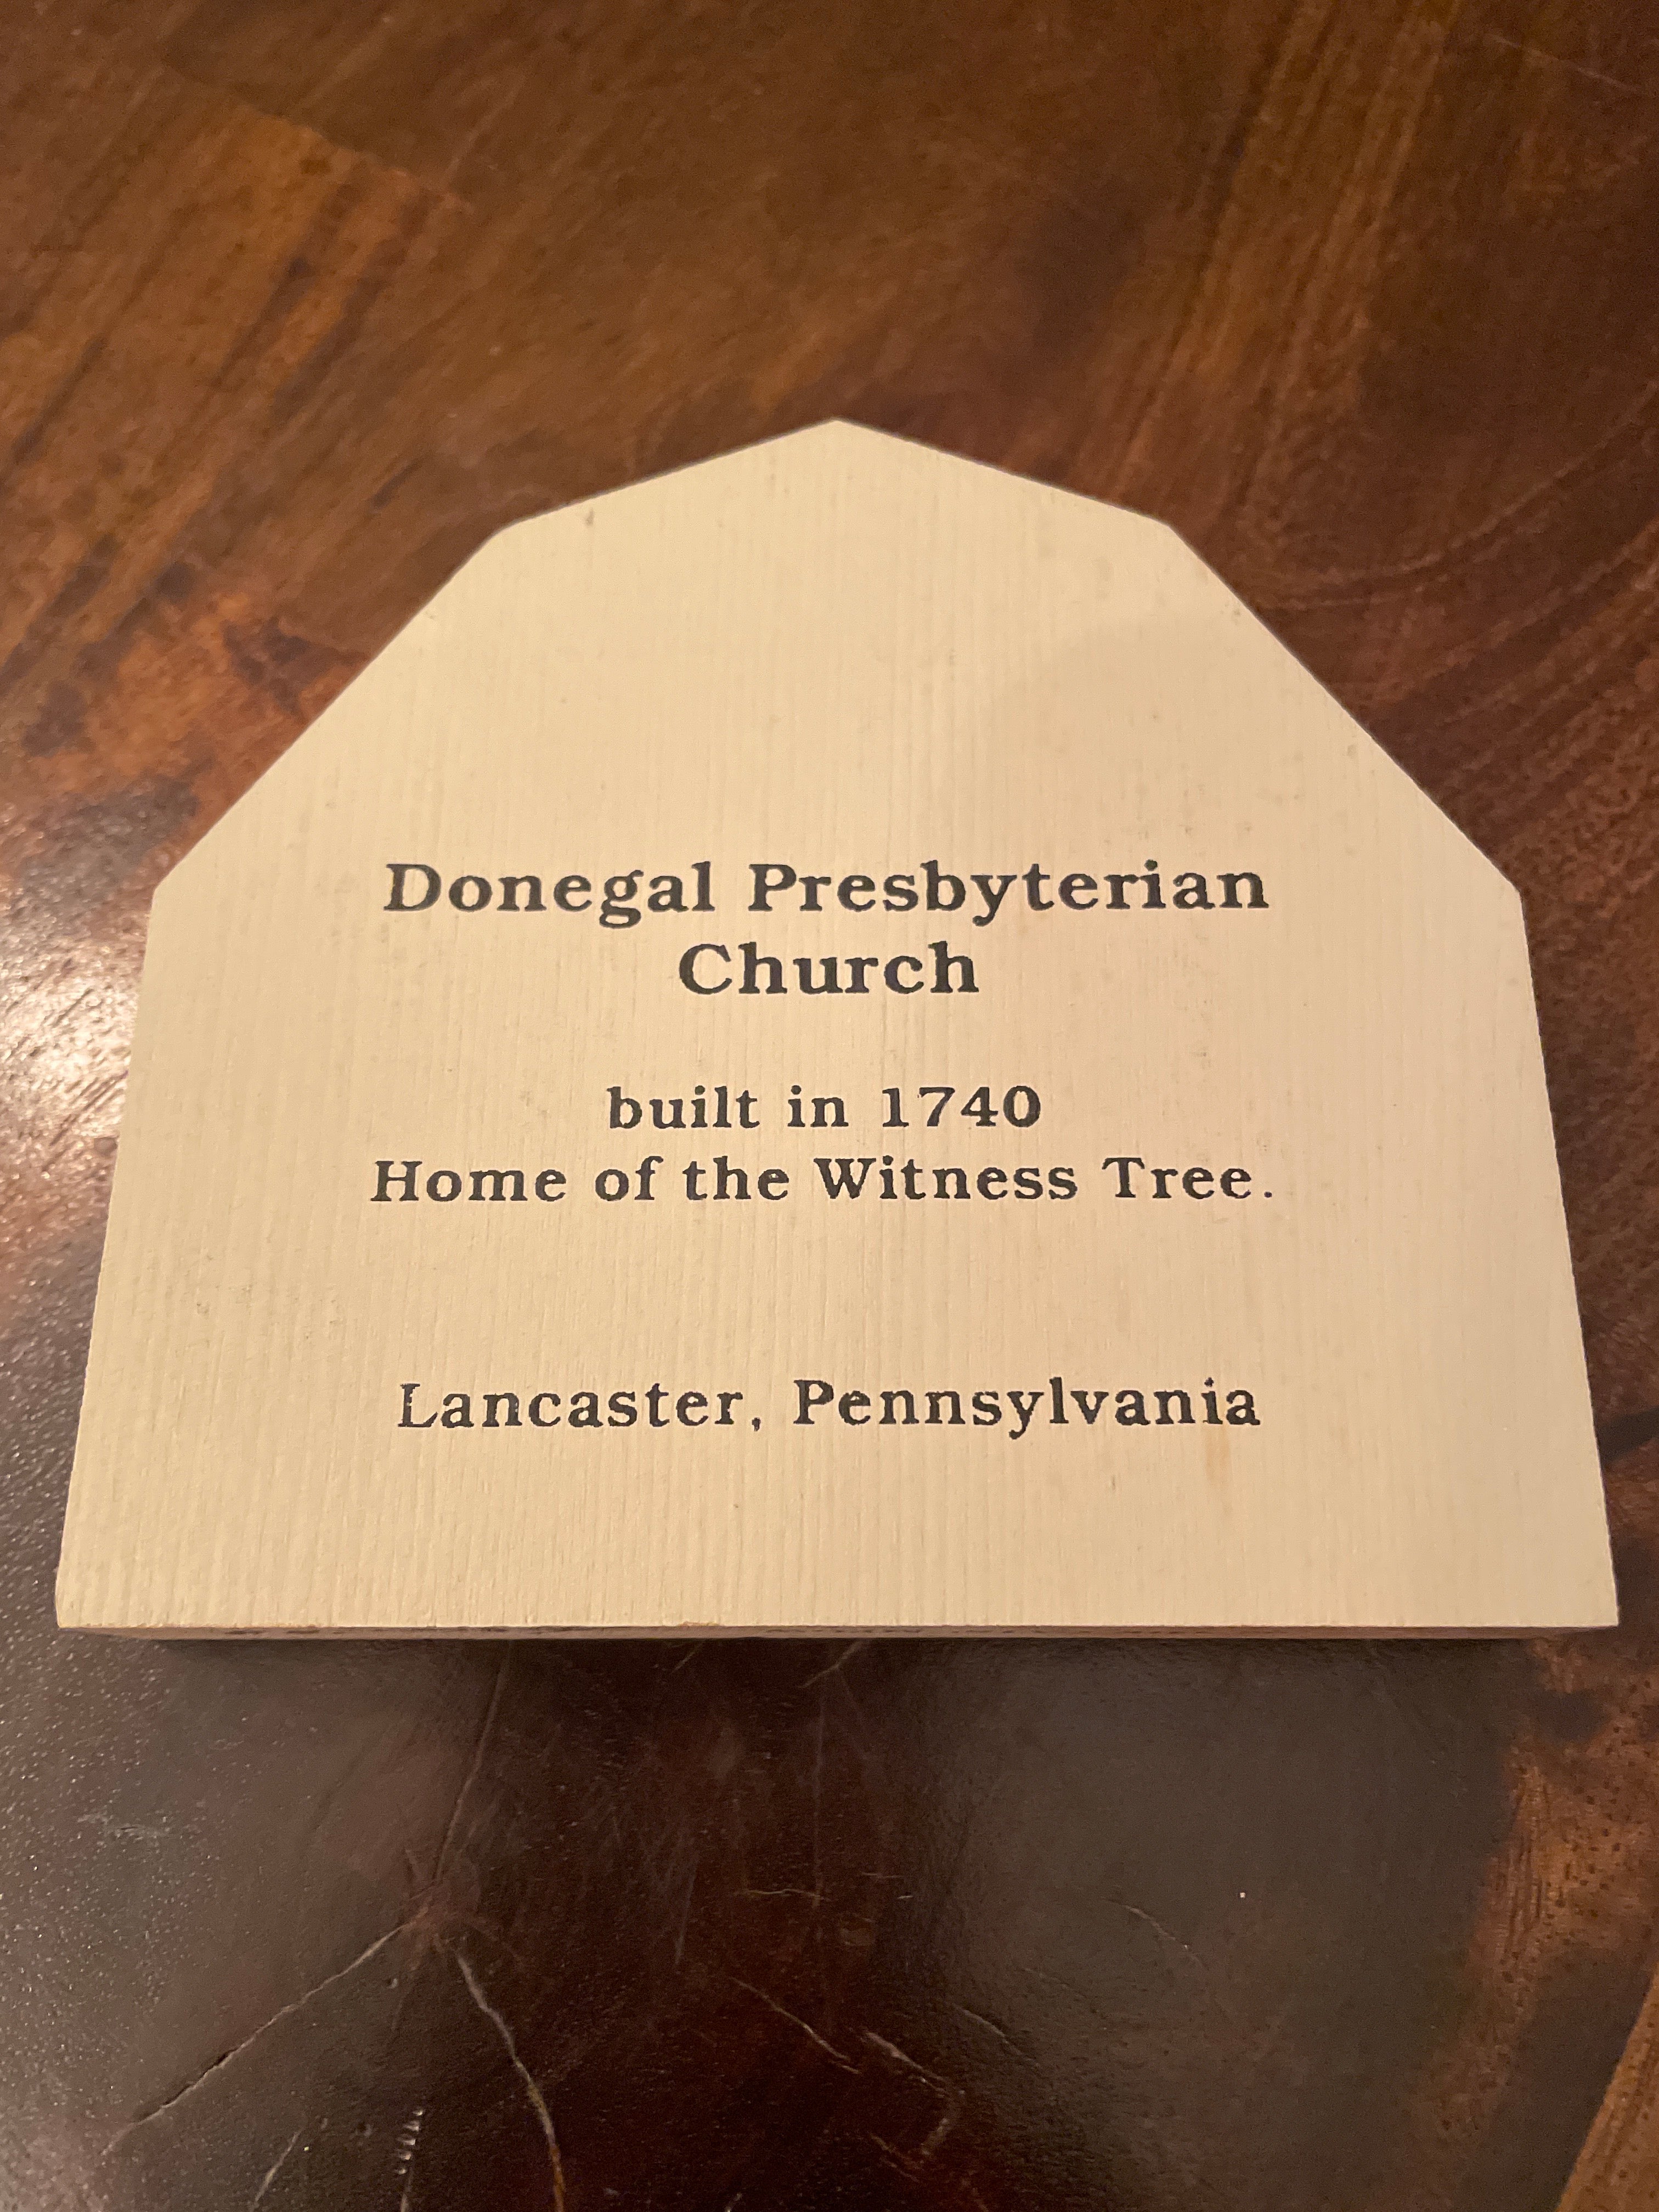 Donegal Presbyterian
Church
built in 1740
Home of the Witness Tree.
Lancaster, Pennsylvania